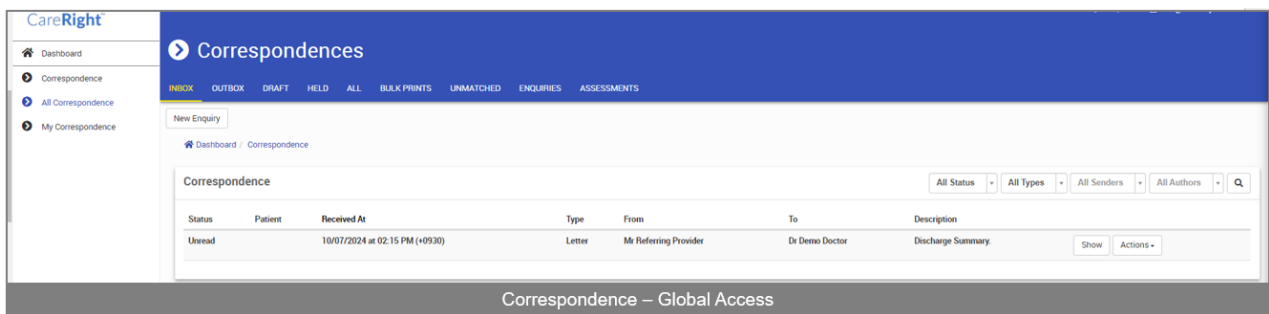 CareRight
Dashboard
Correspondence
All Correspondence
My Correspondence
Correspondences
INBOX OUTBOX DRAFT HELD ALL BULK PRINTS UNMATCHED ENQUIRIES ASSESSMENTS
New Enquiry
Dashboard / Correspondence
Correspondence All Status All Types All Senders All Authors
Status Patient Received At Type From To Description
Unread 10/07/2024 at 02:15 PM (+0930) Letter Mr Referring Provider Dr Demo Doctor Discharge Summary. Show Actions
Correspondence – Global Access